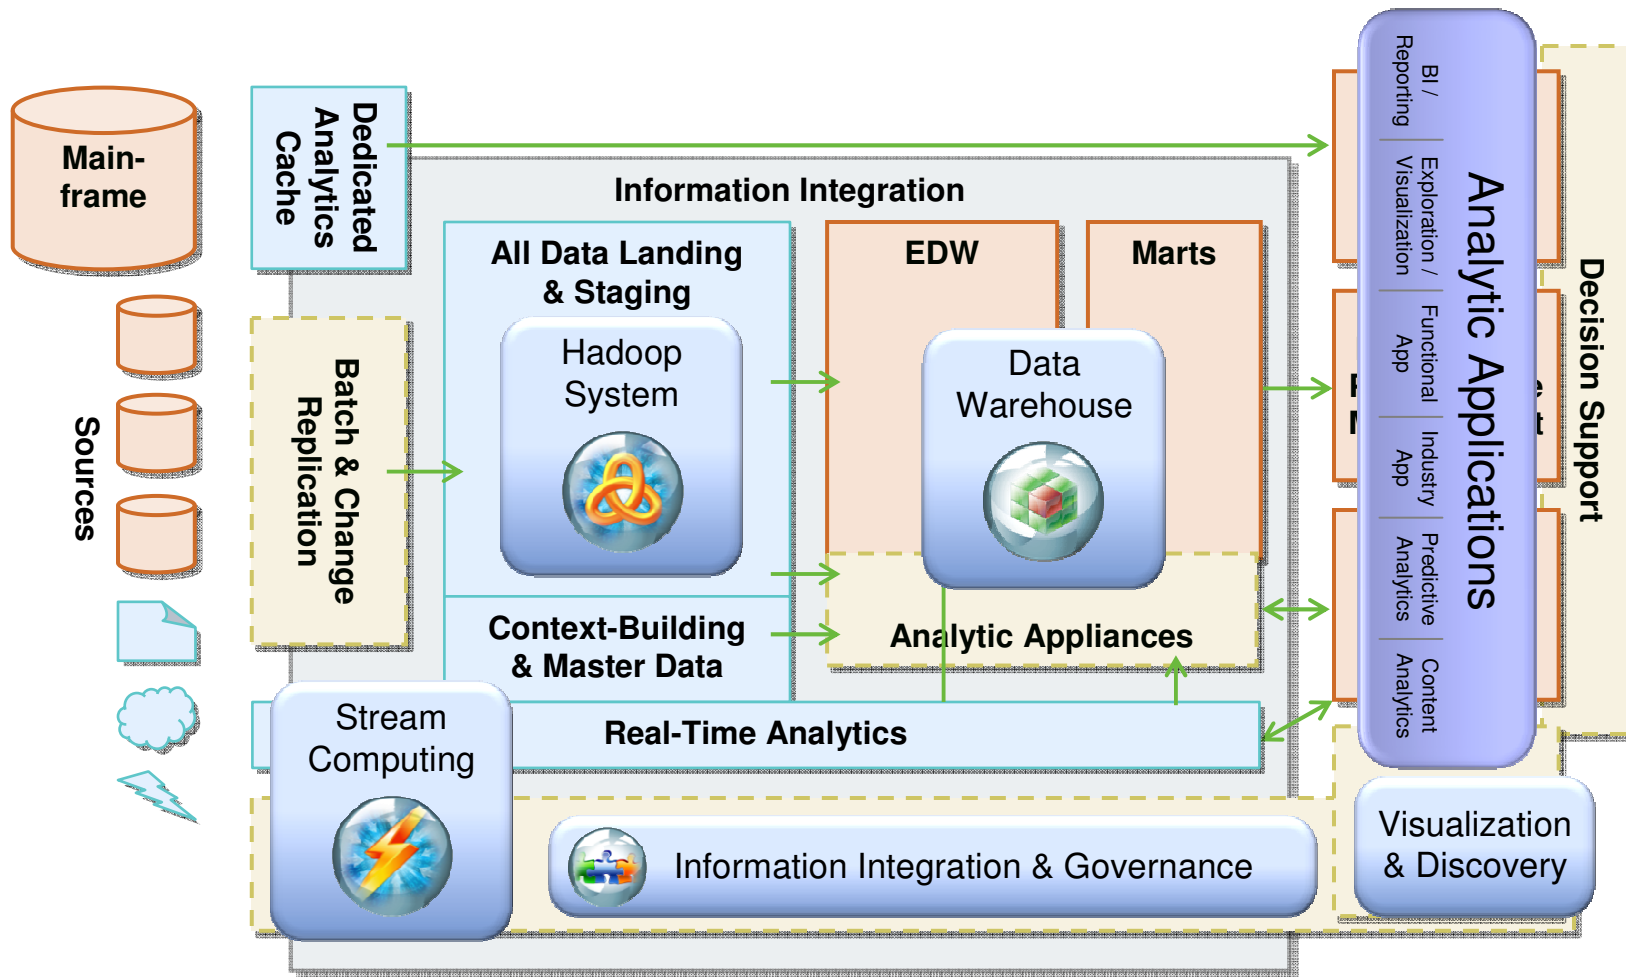 Main-
frame
Sources
Dedicated
Analytics
Cache
Batch & Change
Replication
Information Integration
All Data Landing
& Staging
Hadoop
System
Context-Building
& Master Data
EDW
Marts
Data
Warehouse
Analytic Appliances
Real-Time Analytics
Stream
Computing
Information Integration & Governance
BI /
Reporting
Exploration /
Visualization
Functional
App
Industry
App
Predictive
Analytics
Content
Analytics
Analytic Applications
Decision Support
Visualization
& Discovery